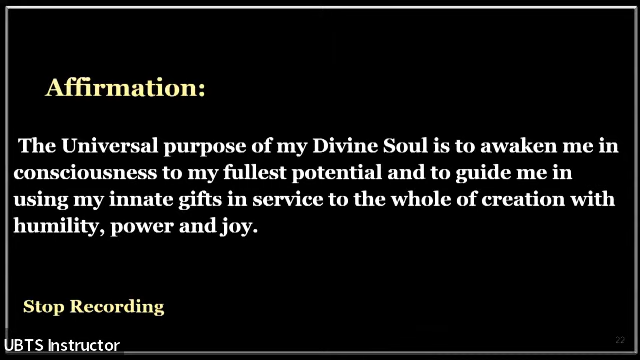 Affirmation:
The Universal purpose of my Divine Soul is to awaken me in
consciousness to my fullest potential and to guide me in
using my innate gifts in service to the whole of creation with
humility, power and joy.
Stop Recording
UBTS Instructor
22